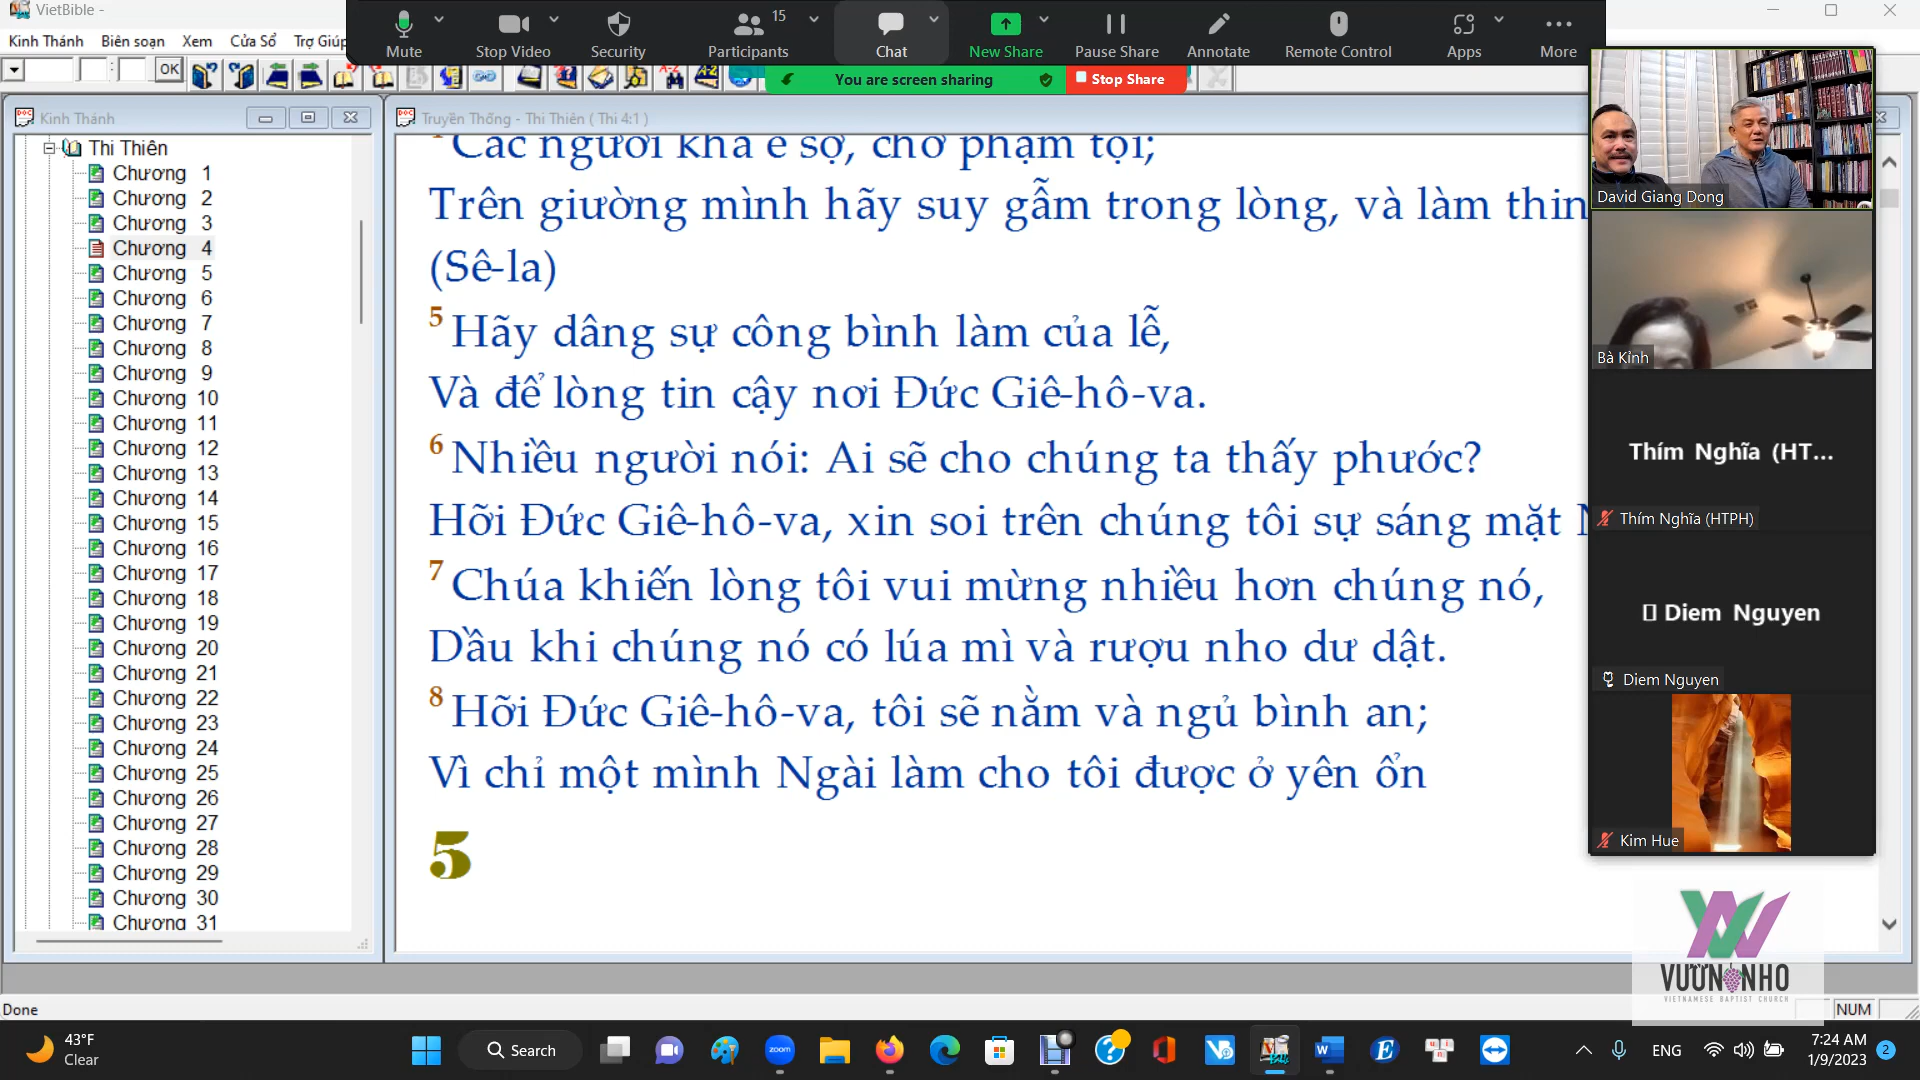 VietBible -
Kinh Thánh Biên soạn Xem Cửa Sổ Trợ Giúp
OK
Mute
Stop Video
Security
Participants 15
Chat
New Share
Pause Share
Annotate
Remote Control
Apps
More
You are screen sharing
Stop Share
Kinh Thánh
Thi Thiên
Chương 1
Chương 2
Chương 3
Chương 4
Chương 5
Chương 6
Chương 7
Chương 8
Chương 9
Chương 10
Chương 11
Chương 12
Chương 13
Chương 14
Chương 15
Chương 16
Chương 17
Chương 18
Chương 19
Chương 20
Chương 21
Chương 22
Chương 23
Chương 24
Chương 25
Chương 26
Chương 27
Chương 28
Chương 29
Chương 30
Chương 31
Truyền Thống - Thi Thiên ( Thi 4:1 )
Các ngươi khá e sợ, chớ phạm tội;
Trên giường mình hãy suy gẫm trong lòng, và làm thin
(Sê-la)
5 Hãy dâng sự công bình làm của lễ,
Và để lòng tin cậy nơi Đức Giê-hô-va.
6 Nhiều người nói: Ai sẽ cho chúng ta thấy phước?
Hỡi Đức Giê-hô-va, xin soi trên chúng tôi sự sáng mặt
7 Chúa khiến lòng tôi vui mừng nhiều hơn chúng nó,
Dầu khi chúng nó có lúa mì và rượu nho dư dật.
8 Hỡi Đức Giê-hô-va, tôi sẽ nằm và ngủ bình an;
Vì chỉ một mình Ngài làm cho tôi được ở yên ổn
5
David Giang Dong
Bà Kỉnh
Thím Nghĩa (HT...
Thím Nghĩa (HTPH)
Diem Nguyen
Diem Nguyen
Kim Hue
VƯỜN NHO
VIETNAMESE BAPTIST CHURCH
Done
NUM
43°F
Clear
Search
zoom
ENG
7:24 AM
1/9/2023
2